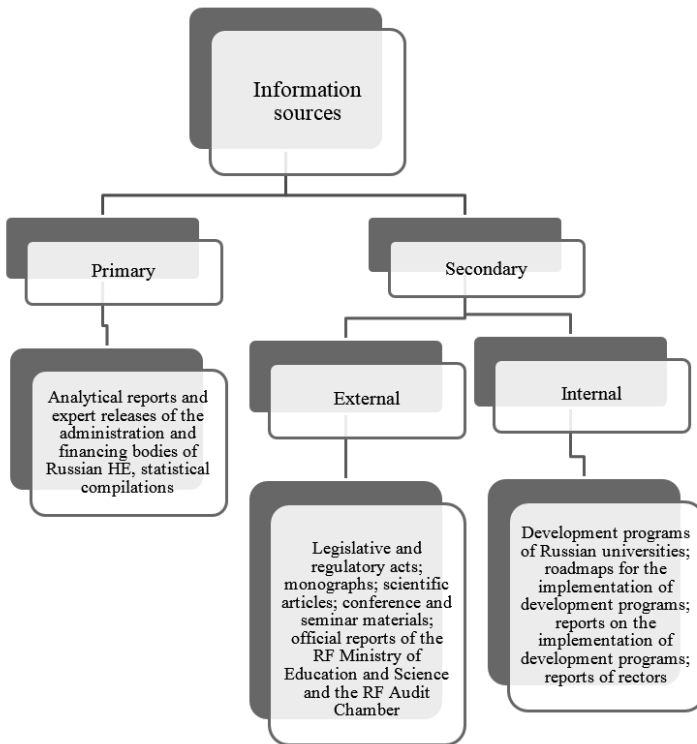 Information
sources
Primary
Secondary
Analytical reports and
expert releases of the
administration and
financing bodies of
Russian HE, statistical
compilations
External
Internal
Legislative and
regulatory acts;
monographs; scientific
articles; conference and
seminar materials;
official reports of the
RF Ministry of
Education and Science
and the RF Audit
Chamber
Development programs
of Russian universities;
roadmaps for the
implementation of
development programs;
reports on the
implementation of
development programs;
reports of rectors